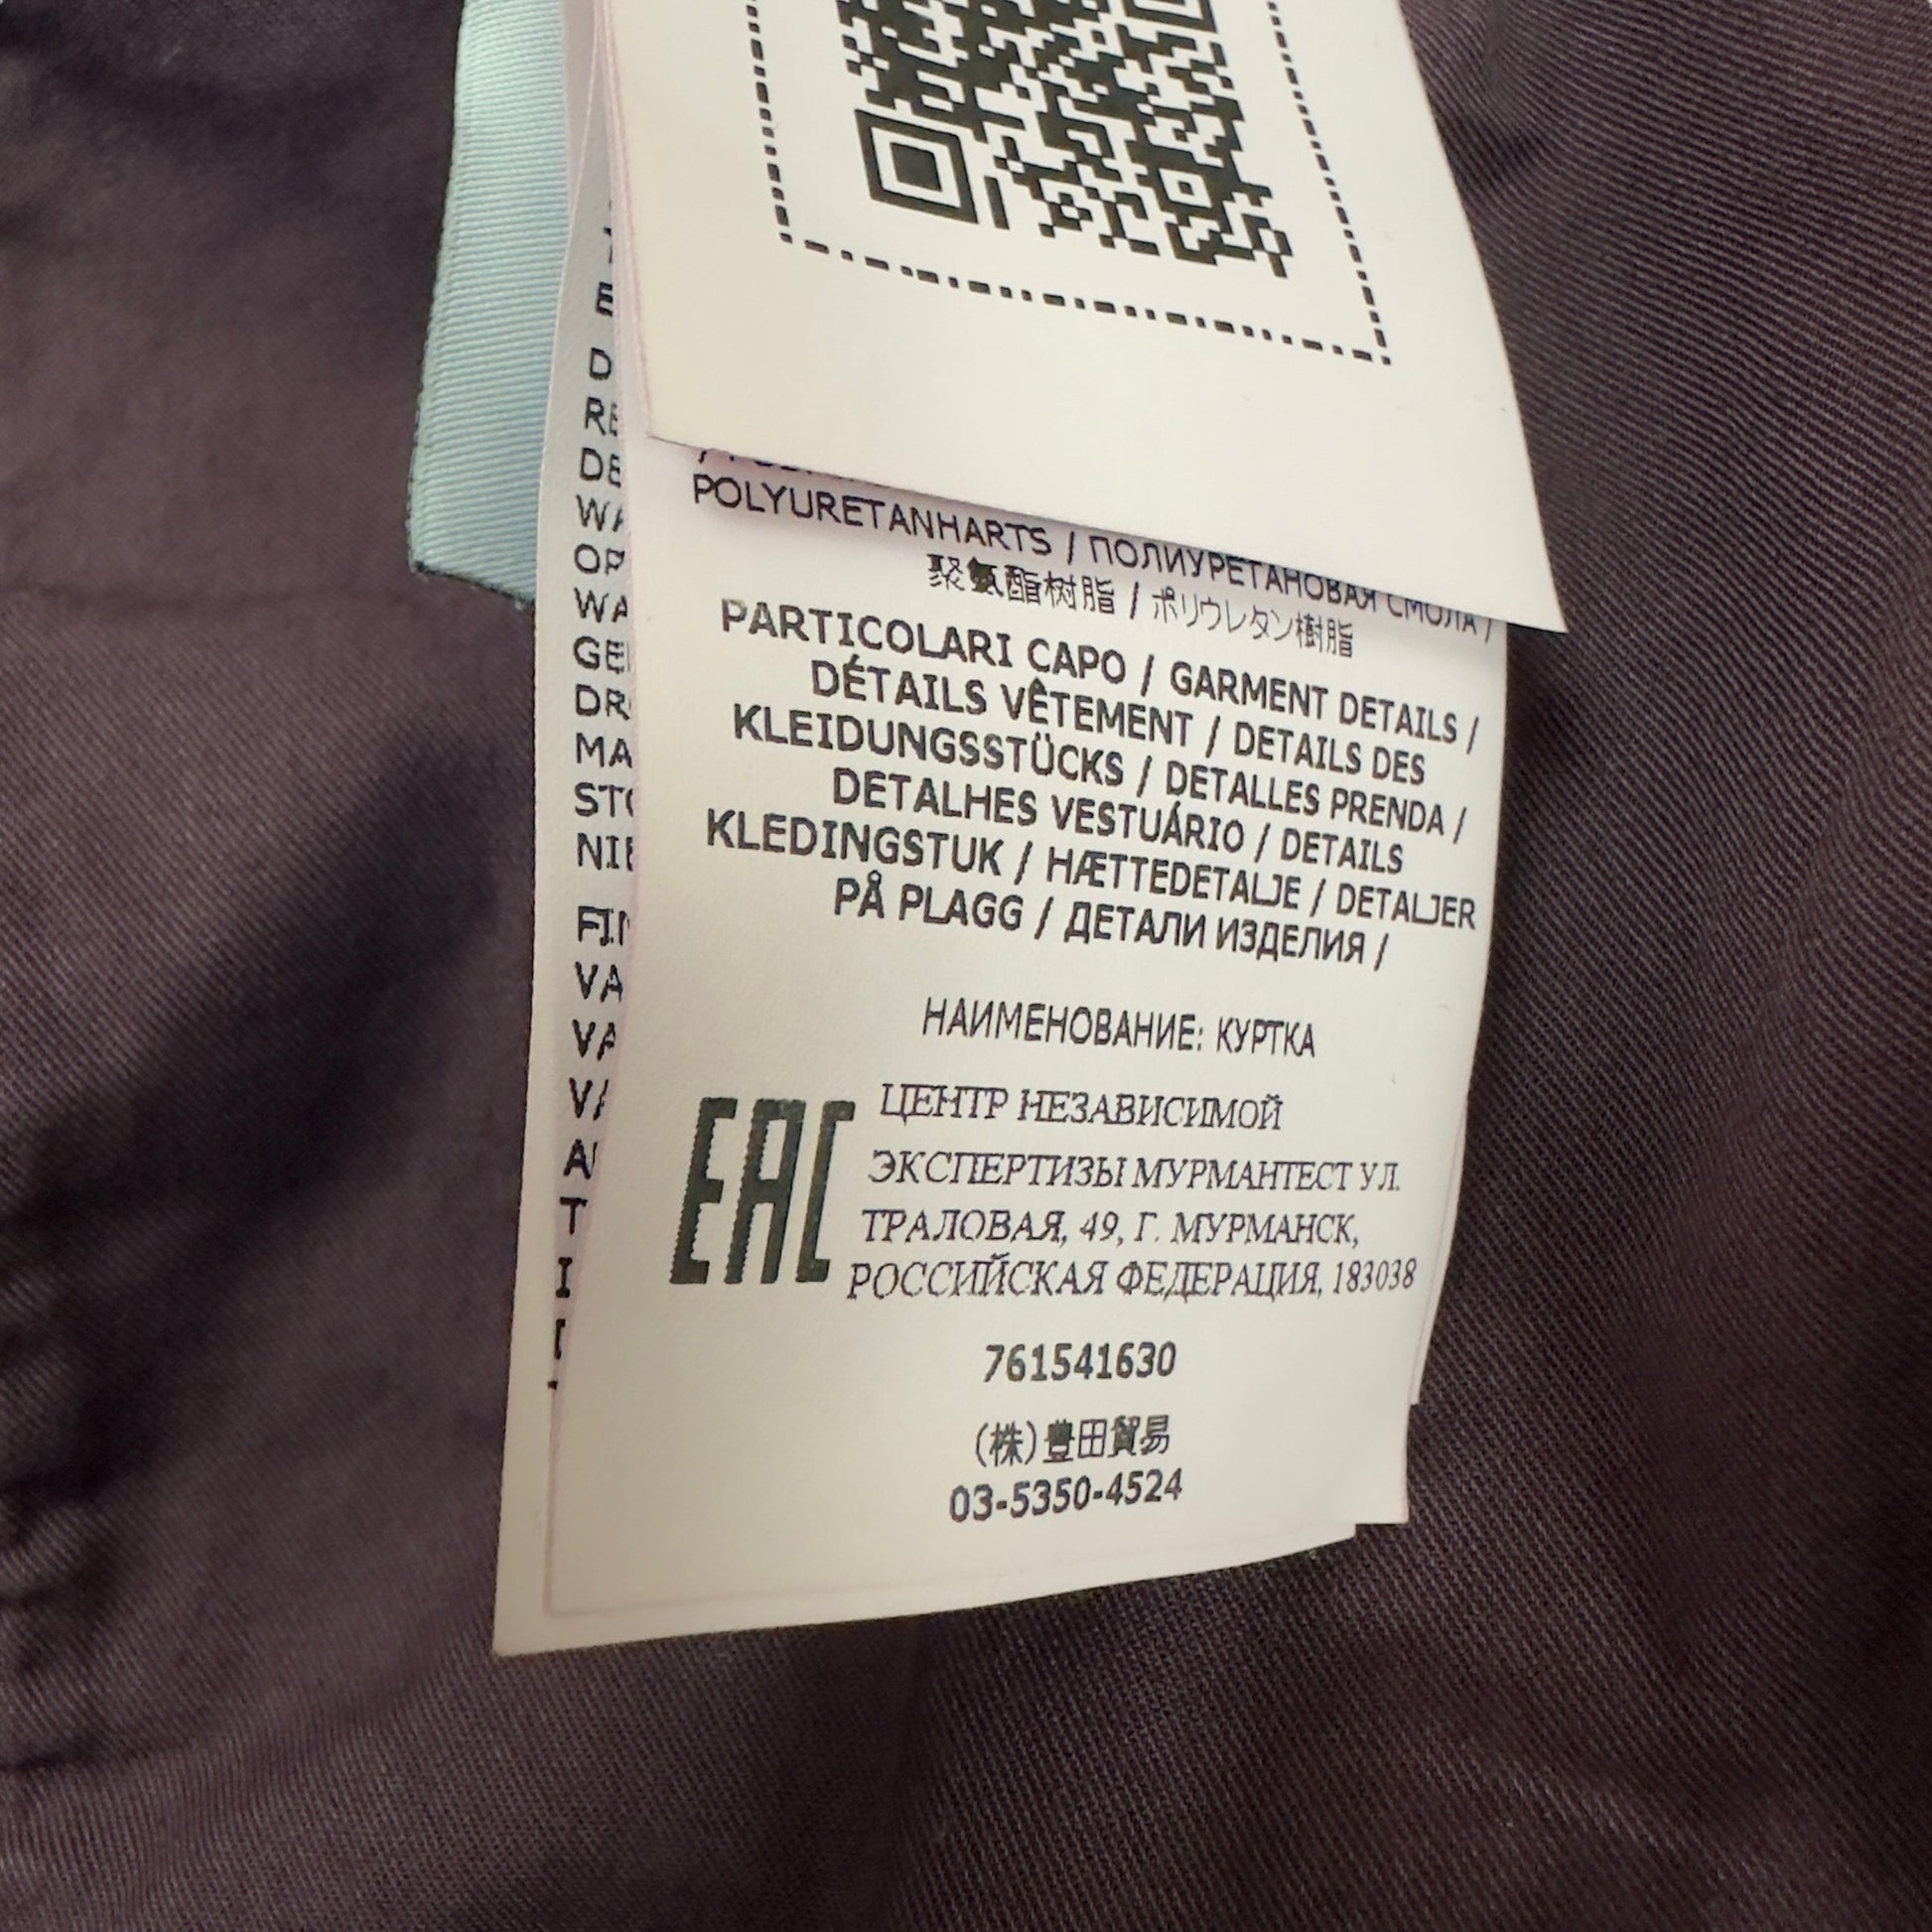 POLYURETANHARTS / ПОЛИУРЕТАНОВАЯ СМОЛА /
聚氨酯树脂 / ポリウレタン樹脂
PARTICOLARI CAPO / GARMENT DETAILS /
DÉTAILS VÊTEMENT / DETAILS DES
KLEIDUNGSSTÜCKS / DETALLES PRENDA /
DETALHES VESTUÁRIO / DETAILS
KLEDINGSTUK / HÆTTEDETALJE / DETALJER
PÅ PLAGG / ДЕТАЛИ ИЗДЕЛИЯ /
НАИМЕНОВАНИЕ: КУРТКА
EAC
ЦЕНТР НЕЗАВИСИМОЙ
ЭКСПЕРТИЗЫ МУРМАНТЕСТ УЛ.
ТРАЛОВАЯ, 49, Г. МУРМАНСК,
РОССИЙСКАЯ ФЕДЕРАЦИЯ, 183038
761541630
(株)豊田貿易
03-5350-4524